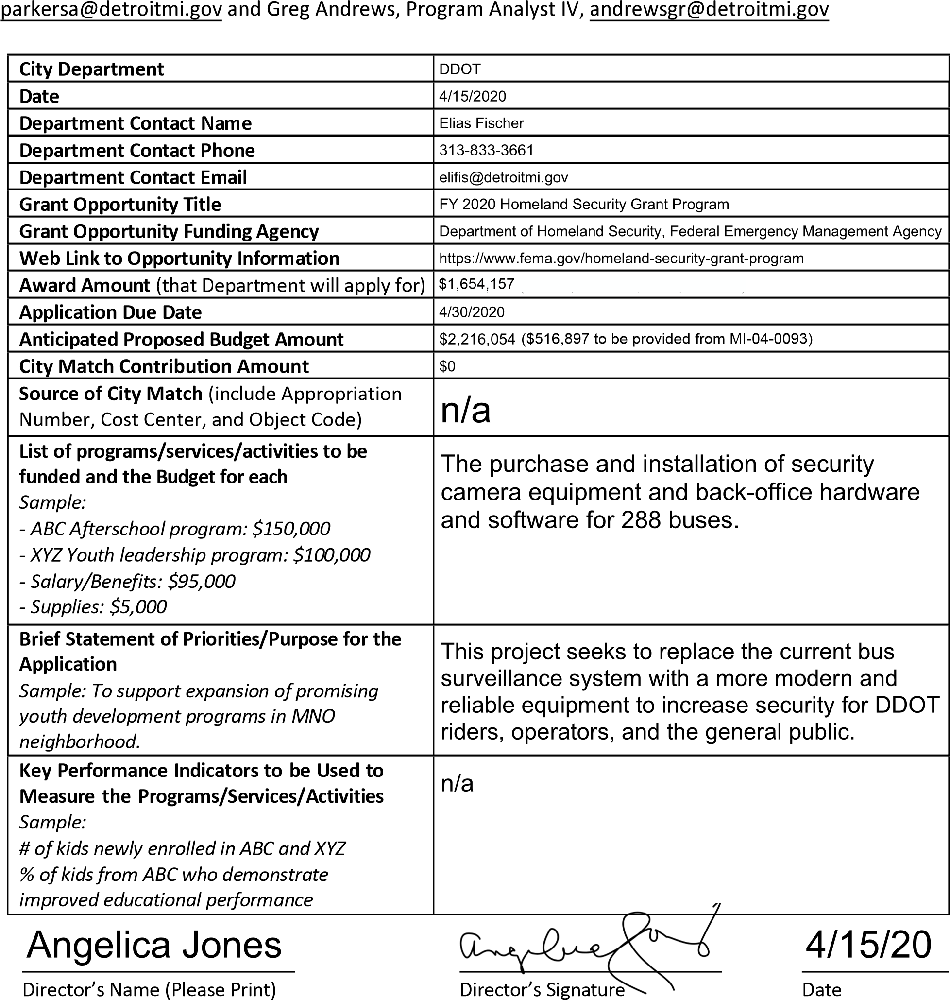 parkersa@detroitmi.gov and Greg Andrews, Program Analyst IV, andrewsgr@detroitmi.gov
City Department DDOT
Date 4/15/2020
Department Contact Name Elias Fischer
Department Contact Phone 313-833-3661
Department Contact Email elifis@detroitmi.gov
Grant Opportunity Title FY 2020 Homeland Security Grant Program
Grant Opportunity Funding Agency Department of Homeland Security, Federal Emergency Management Agency
Web Link to Opportunity Information https://www.fema.gov/homeland-security-grant-program
Award Amount (that Department will apply for) $1,654,157
Application Due Date 4/30/2020
Anticipated Proposed Budget Amount $2,216,054 ($516,897 to be provided from MI-04-0093)
City Match Contribution Amount $0
Source of City Match (include Appropriation
Number, Cost Center, and Object Code)
n/a
List of programs/services/activities to be
funded and the Budget for each
Sample:
- ABC Afterschool program: $150,000
- XYZ Youth leadership program: $100,000
- Salary/Benefits: $95,000
- Supplies: $5,000
The purchase and installation of security
camera equipment and back-office hardware
and software for 288 buses.
Brief Statement of Priorities/Purpose for the
Application
Sample: To support expansion of promising
youth development programs in MNO
neighborhood.
This project seeks to replace the current bus
surveillance system with a more modern and
reliable equipment to increase security for DDOT
riders, operators, and the general public.
Key Performance Indicators to be Used to
Measure the Programs/Services/Activities
Sample:
# of kids newly enrolled in ABC and XYZ
% of kids from ABC who demonstrate
improved educational performance
n/a
Angelica Jones Angelica Jones 4/15/20
Director's Name (Please Print) Director's Signature Date